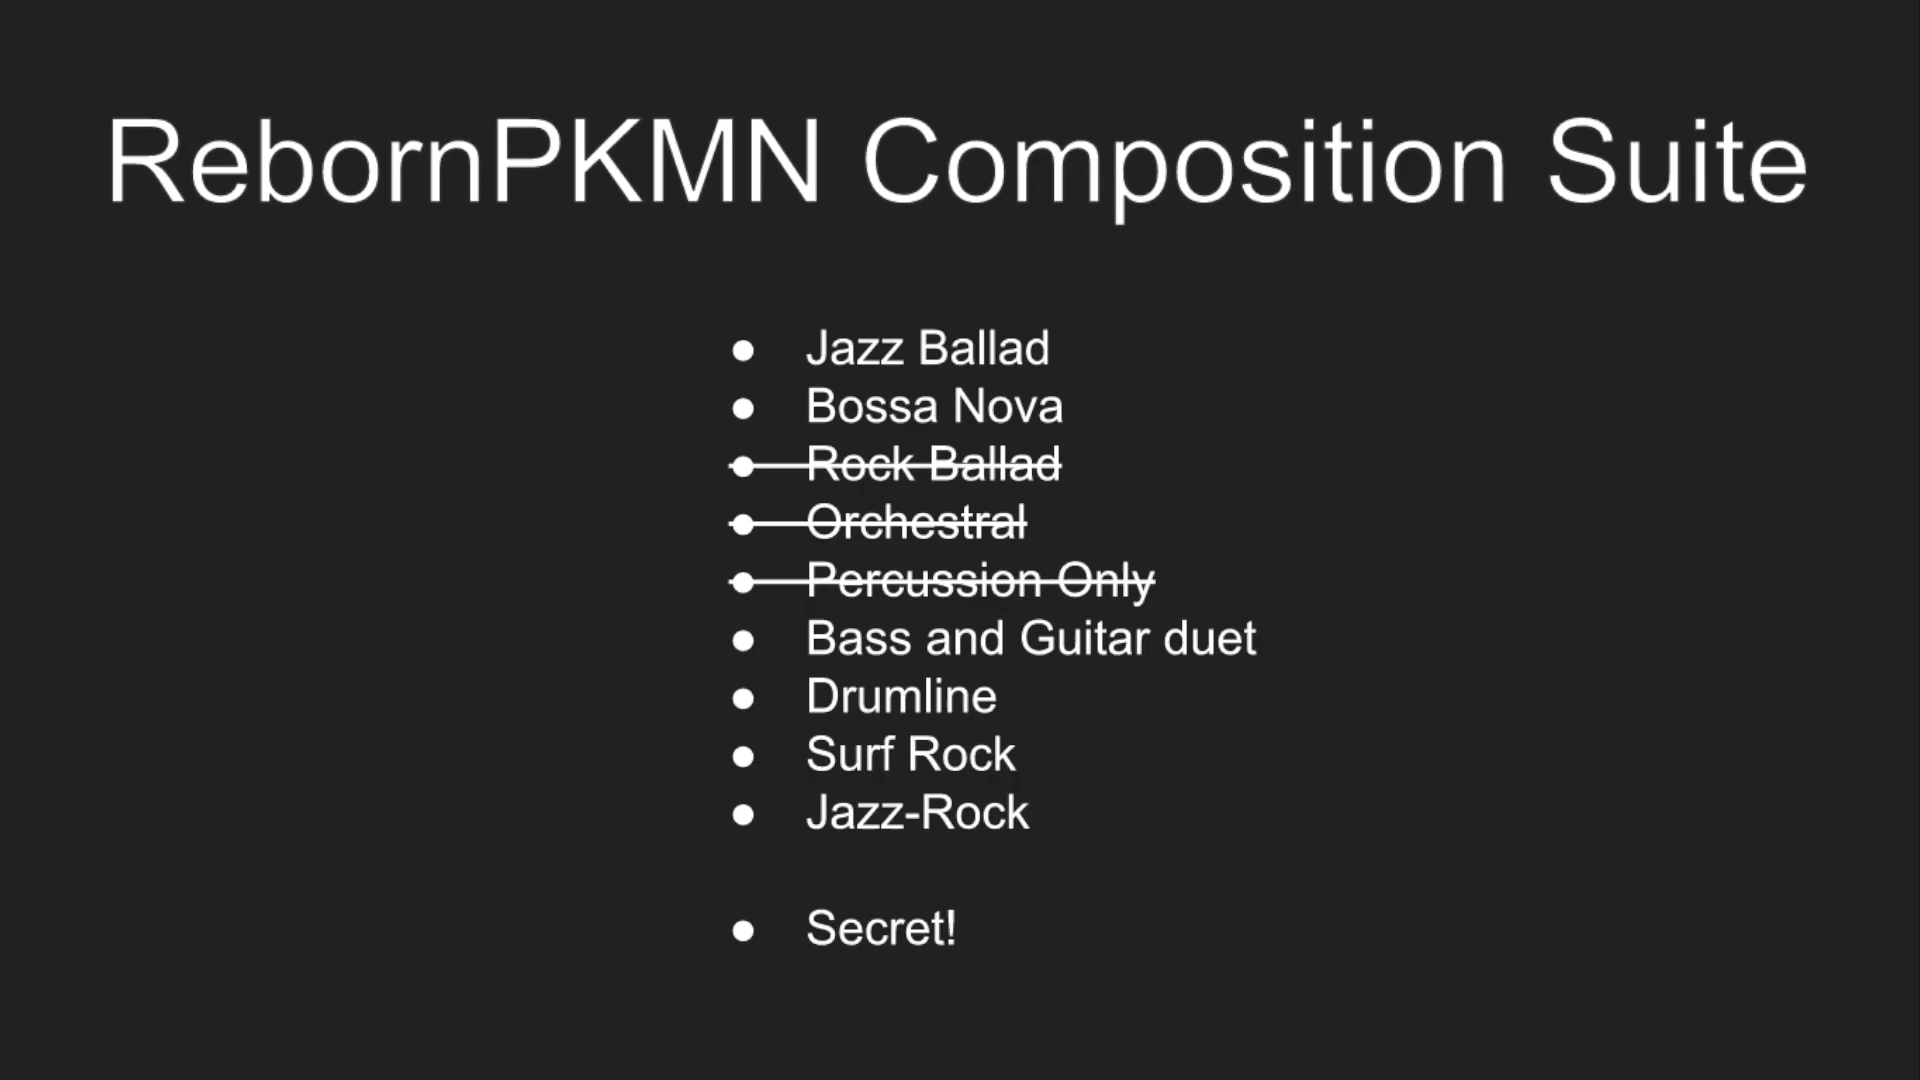 RebornPKMN Composition Suite
● Jazz Ballad
● Bossa Nova
● Rock Ballad
● Orchestral
● Percussion Only
● Bass and Guitar duet
● Drumline
● Surf Rock
● Jazz-Rock
● Secret!